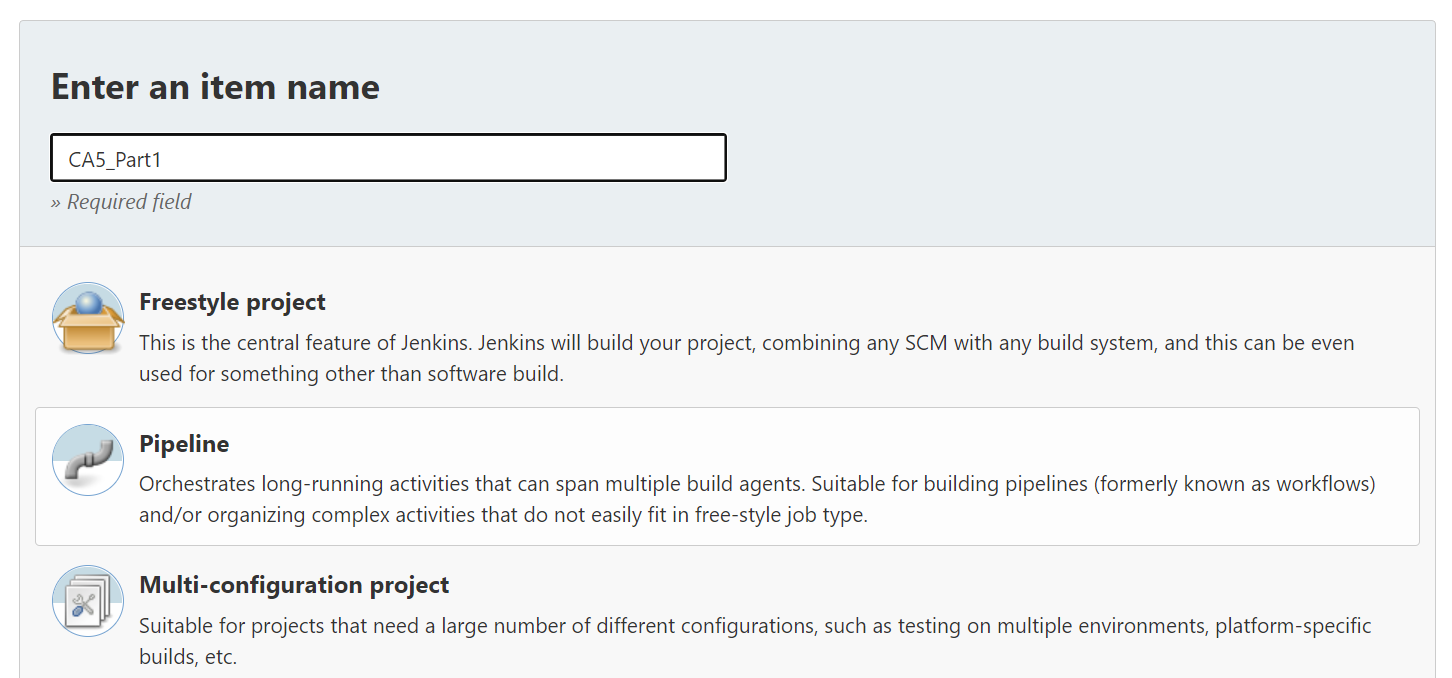 Enter an item name
CA5_Part1
» Required field
Freestyle project
This is the central feature of Jenkins. Jenkins will build your project, combining any SCM with any build system, and this can be even
used for something other than software build.
Pipeline
Orchestrates long-running activities that can span multiple build agents. Suitable for building pipelines (formerly known as workflows)
and/or organizing complex activities that do not easily fit in free-style job type.
Multi-configuration project
Suitable for projects that need a large number of different configurations, such as testing on multiple environments, platform-specific
builds, etc.